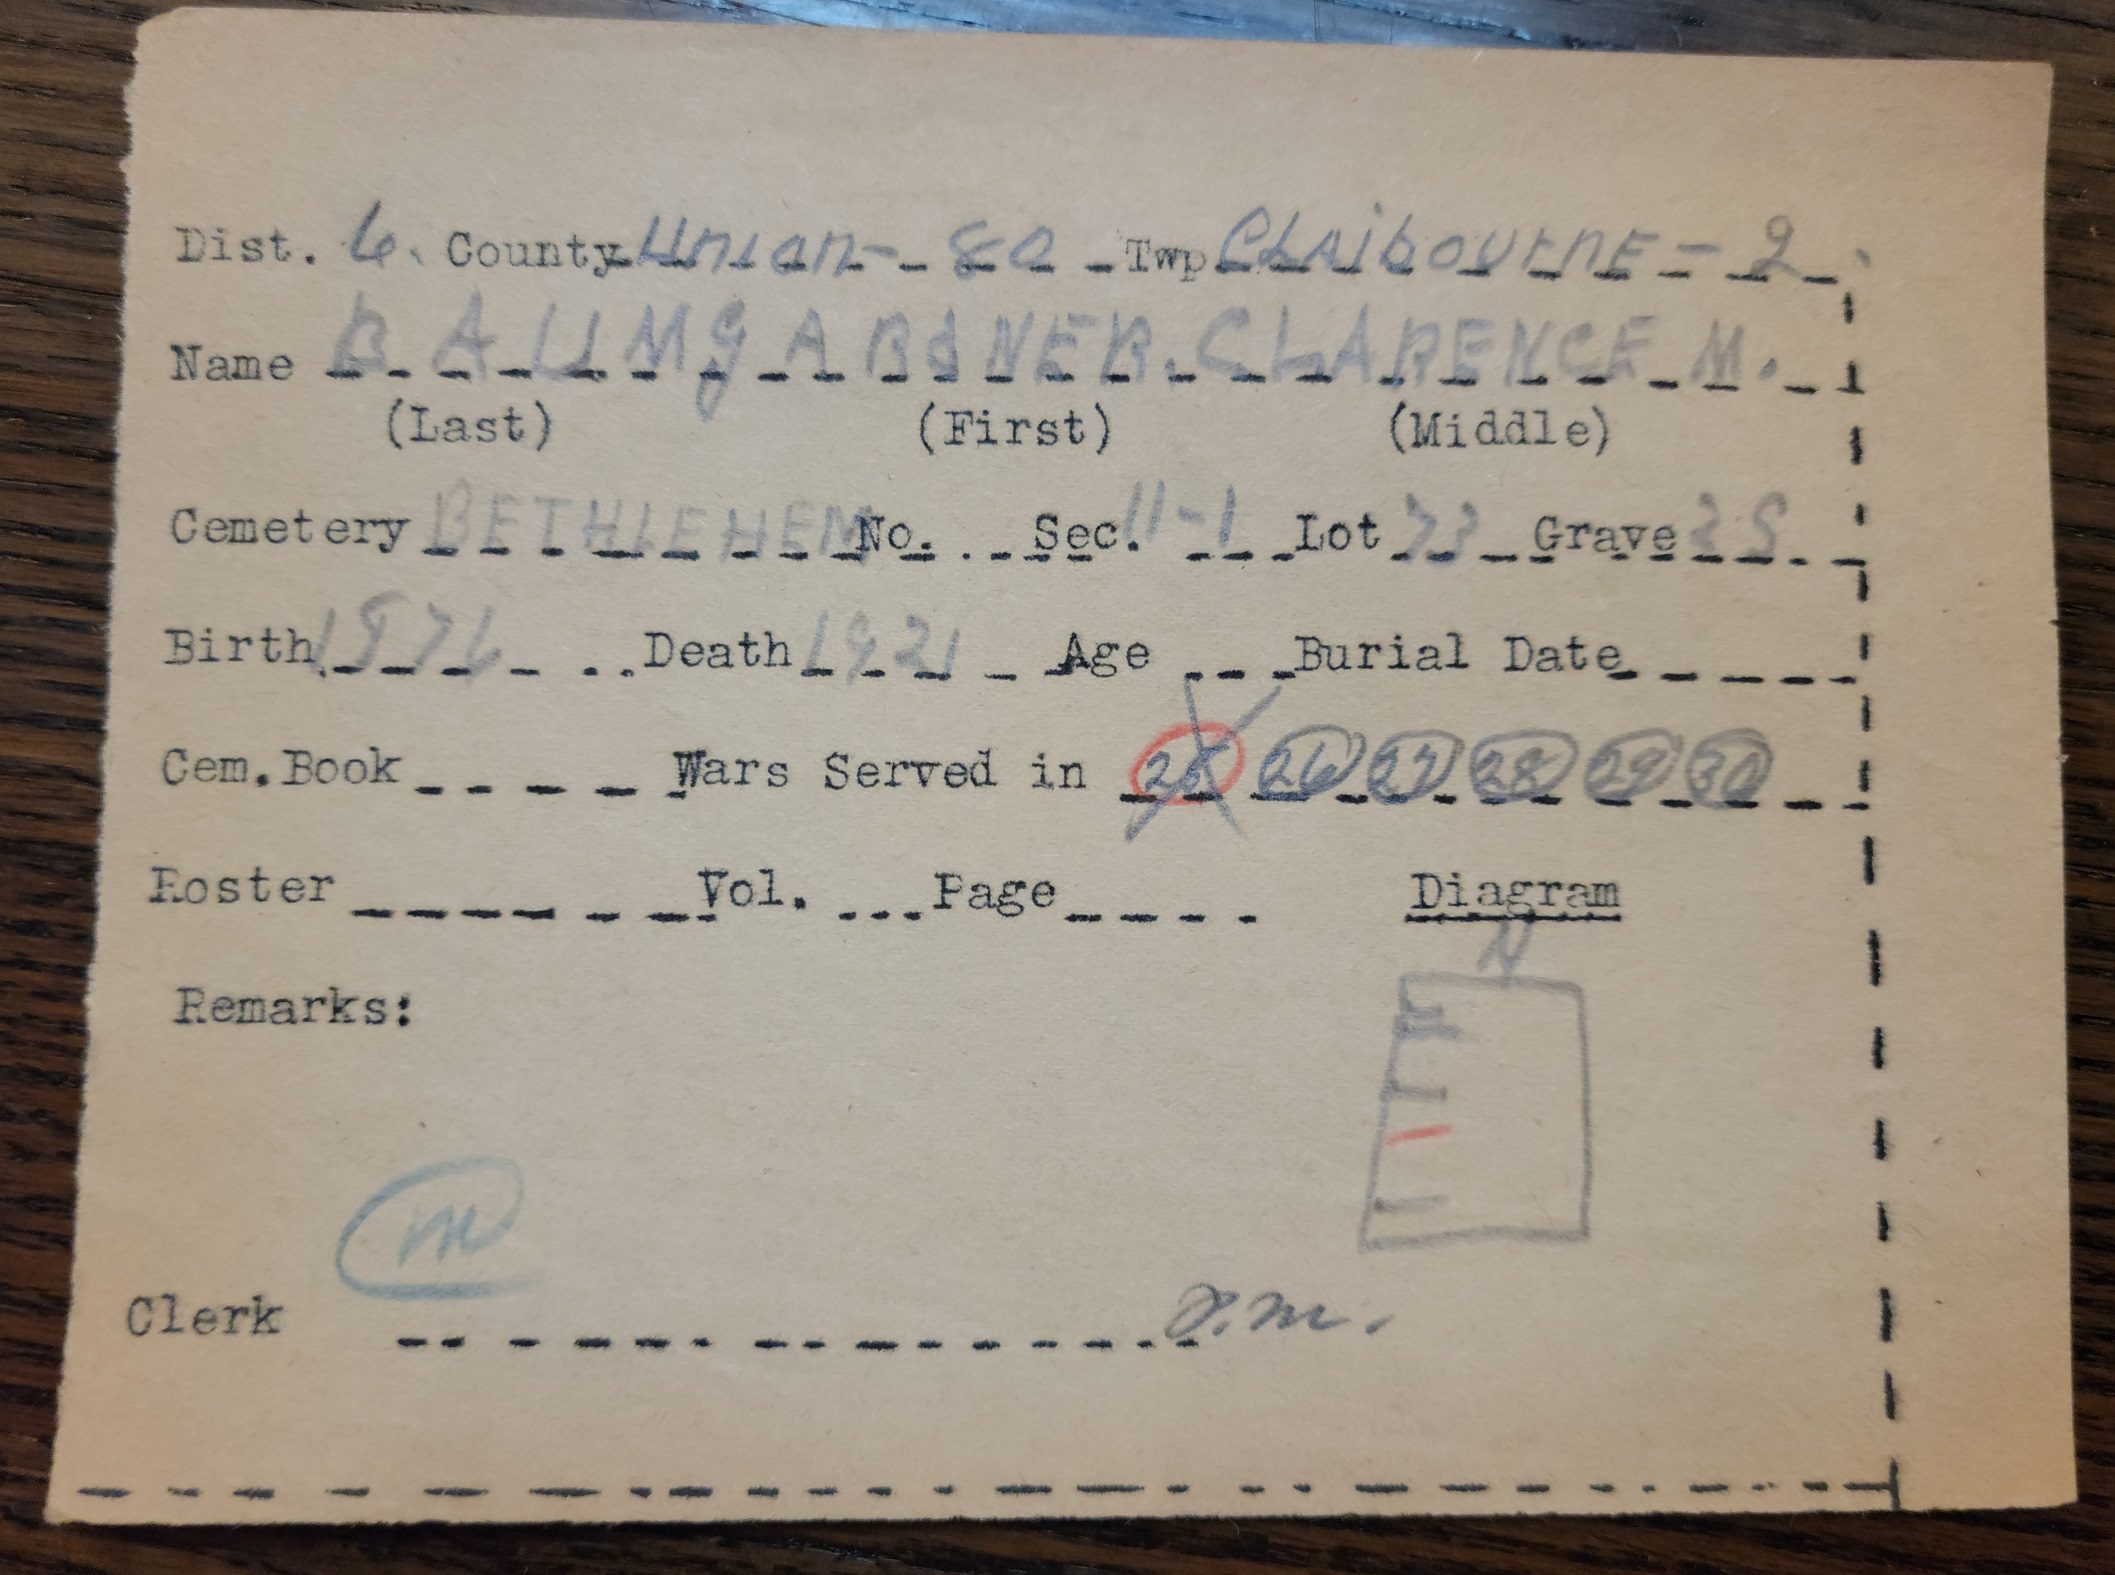 Dist. 6. County Union - 80 Twp Claibourne - 2.
Name BAUMGARDNER. CLARENCE M.
(Last) (First) (Middle)
Cemetery BETHLEHEM No. Sec. 11-1 Lot 73 Grave 25
Birth 1876 Death 1921 Age Burial Date
Cem. Book Wars Served in 25 26 27 28 29 30
Roster Vol. Page Diagram
N
Remarks:
m
Clerk